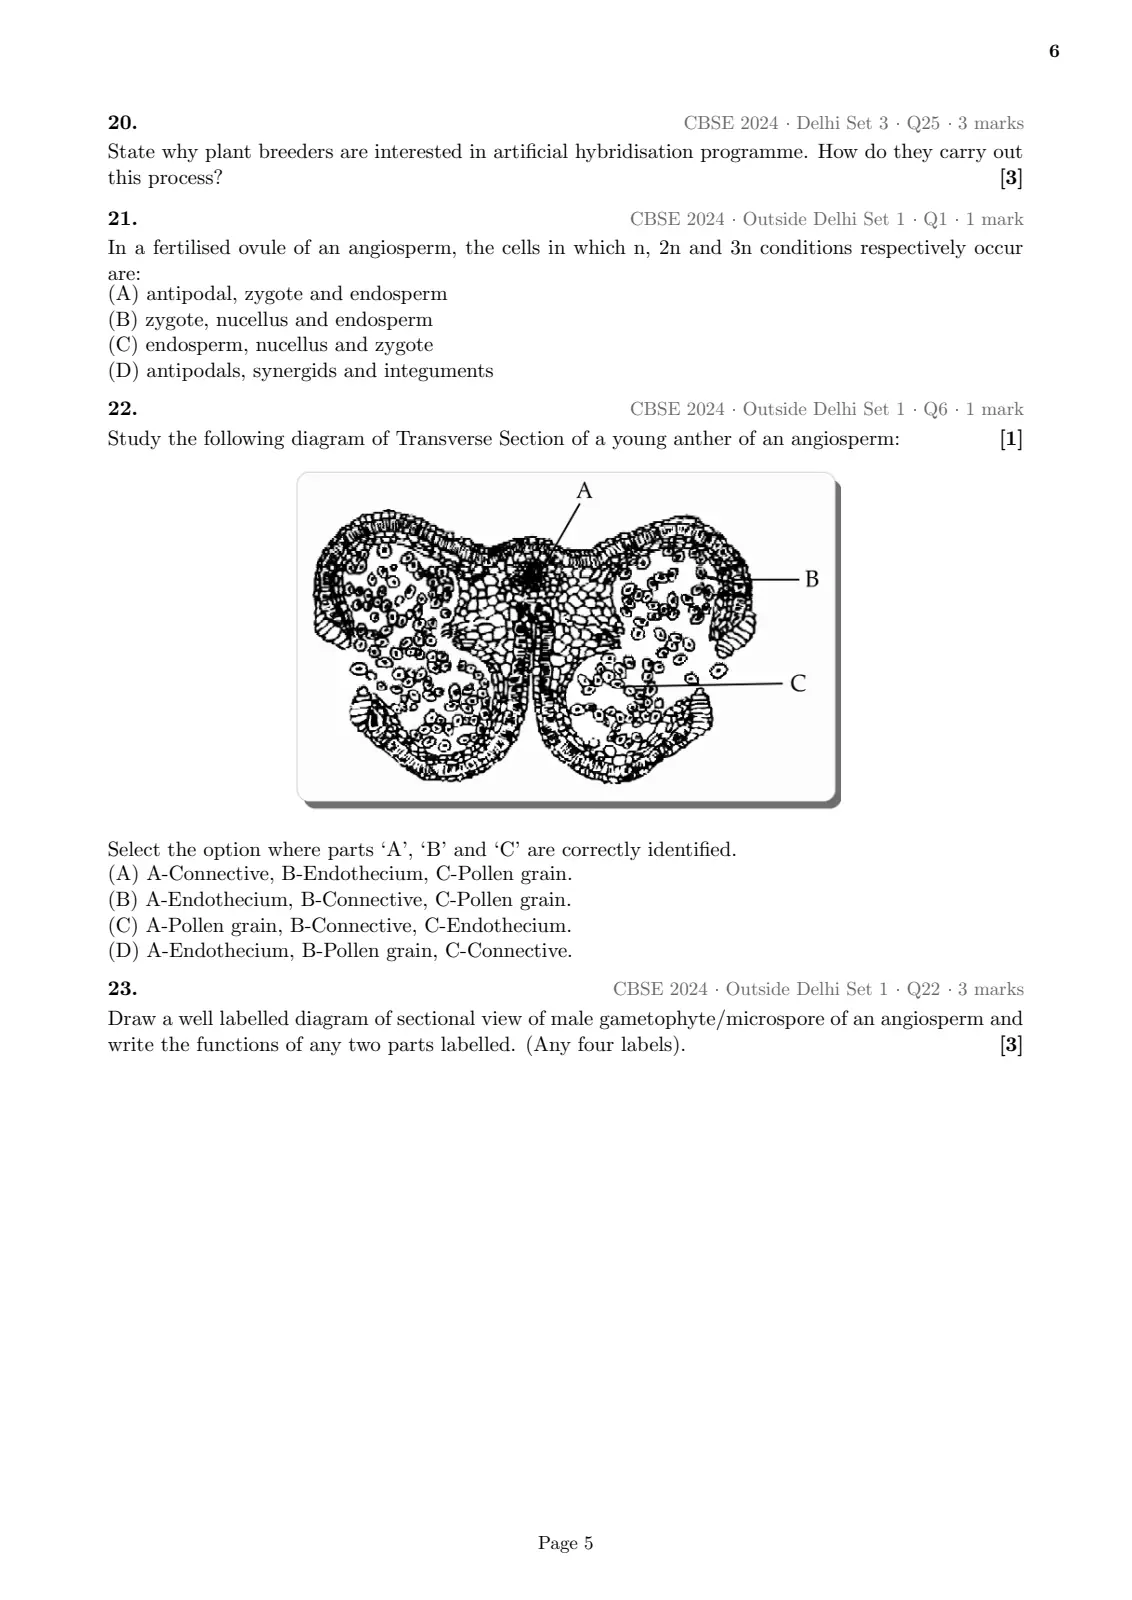 6
20. CBSE 2024 · Delhi Set 3 · Q25 · 3 marks
State why plant breeders are interested in artificial hybridisation programme. How do they carry out
this process? [3]
21. CBSE 2024 · Outside Delhi Set 1 · Q1 · 1 mark
In a fertilised ovule of an angiosperm, the cells in which n, 2n and 3n conditions respectively occur
are:
(A) antipodal, zygote and endosperm
(B) zygote, nucellus and endosperm
(C) endosperm, nucellus and zygote
(D) antipodals, synergids and integuments
22. CBSE 2024 · Outside Delhi Set 1 · Q6 · 1 mark
Study the following diagram of Transverse Section of a young anther of an angiosperm: [1]
A
B
C
Select the option where parts ‘A’, ‘B’ and ‘C’ are correctly identified.
(A) A-Connective, B-Endothecium, C-Pollen grain.
(B) A-Endothecium, B-Connective, C-Pollen grain.
(C) A-Pollen grain, B-Connective, C-Endothecium.
(D) A-Endothecium, B-Pollen grain, C-Connective.
23. CBSE 2024 · Outside Delhi Set 1 · Q22 · 3 marks
Draw a well labelled diagram of sectional view of male gametophyte/microspore of an angiosperm and
write the functions of any two parts labelled. (Any four labels). [3]
Page 5